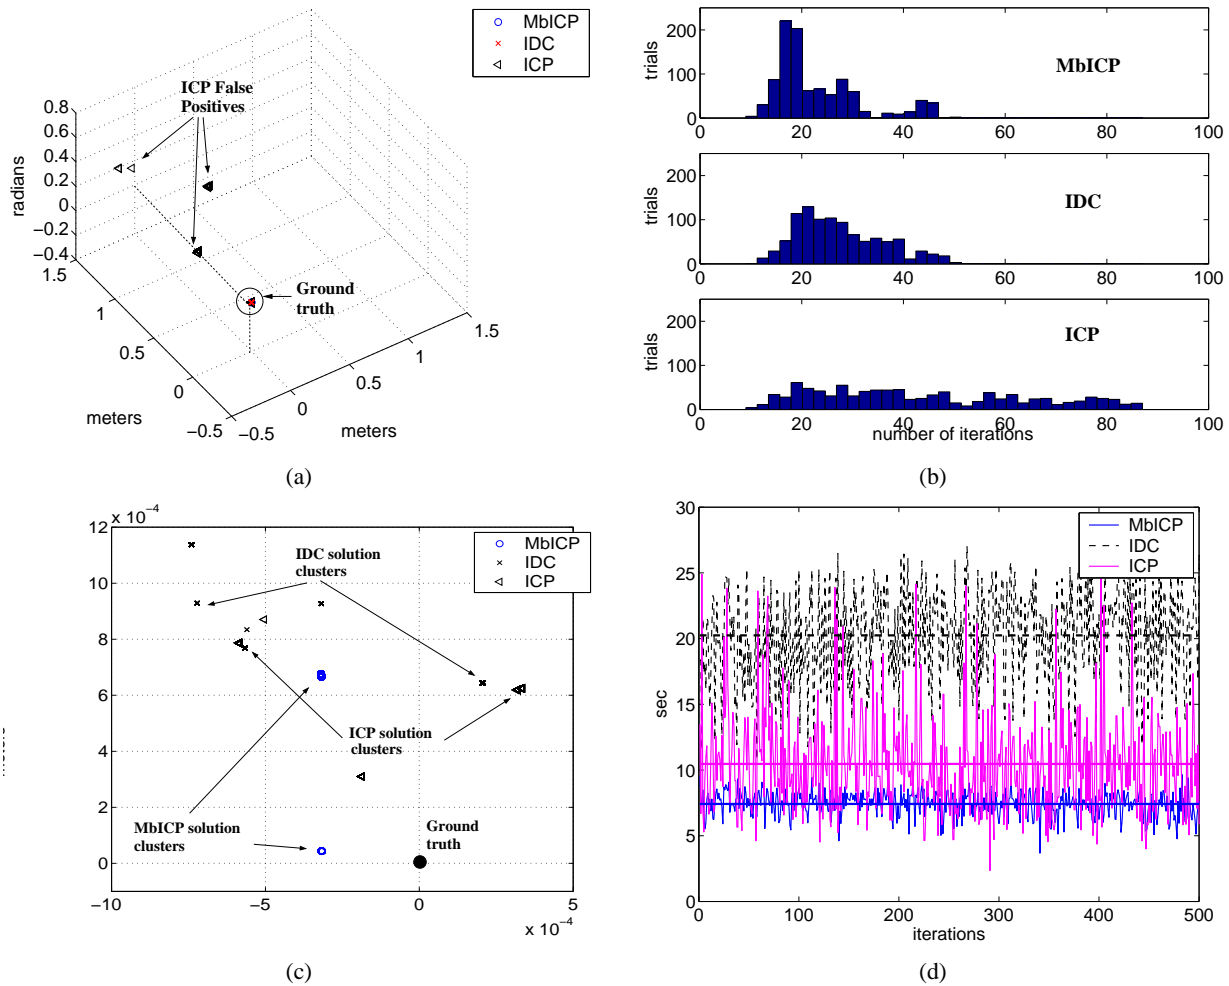 MbICP
IDC
ICP
ICP False
Positives
0.8
0.6
0.4
0.2
0
−0.2
−0.4
radians
1.5
1
0.5
0
−0.5
meters
−0.5
0
0.5
1
1.5
meters
Ground
truth
(a)
200
100
0
trials
MbICP
0
20
40
60
80
100
200
100
0
trials
IDC
0
20
40
60
80
100
200
100
0
trials
ICP
0
20
40
60
80
100
number of iterations
(b)
x 10⁻⁴
12
10
8
6
4
2
0
MbICP
IDC
ICP
IDC solution
clusters
ICP solution
clusters
MbICP solution
clusters
Ground
truth
−10
−5
0
5
x 10⁻⁴
(c)
30
25
20
15
10
5
0
sec
MbICP
IDC
ICP
0
100
200
300
400
500
iterations
(d)